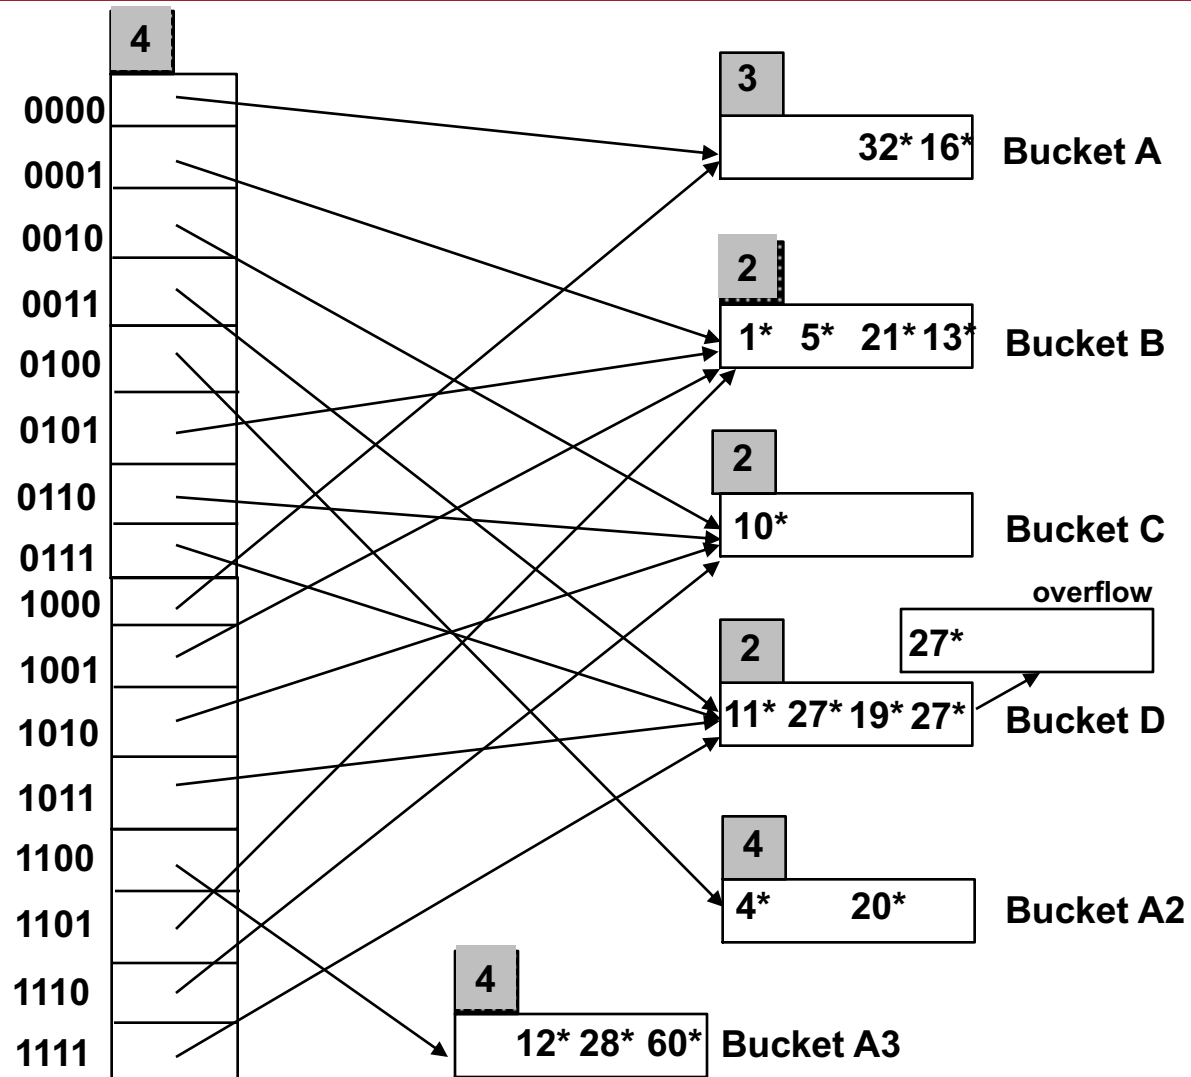 4
0000
0001
0010
0011
0100
0101
0110
0111
1000
1001
1010
1011
1100
1101
1110
1111
3
32* 16*
Bucket A
2
1* 5* 21* 13*
Bucket B
2
10*
Bucket C
overflow
27*
2
11* 27* 19* 27*
Bucket D
4
4* 20*
Bucket A2
4
12* 28* 60*
Bucket A3